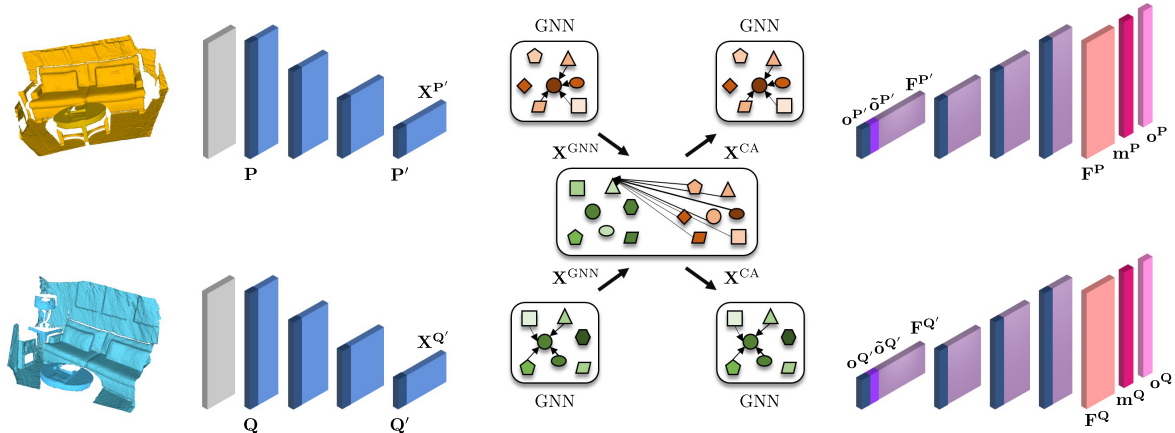 GNN GNN
X^P′ o^P′ õ^P′ F^P′
X^GNN X^CA
P P′ F^P m^P o^P
X^GNN X^CA
X^Q′ o^Q′ õ^Q′ F^Q′
Q Q′ GNN GNN F^Q m^Q o^Q